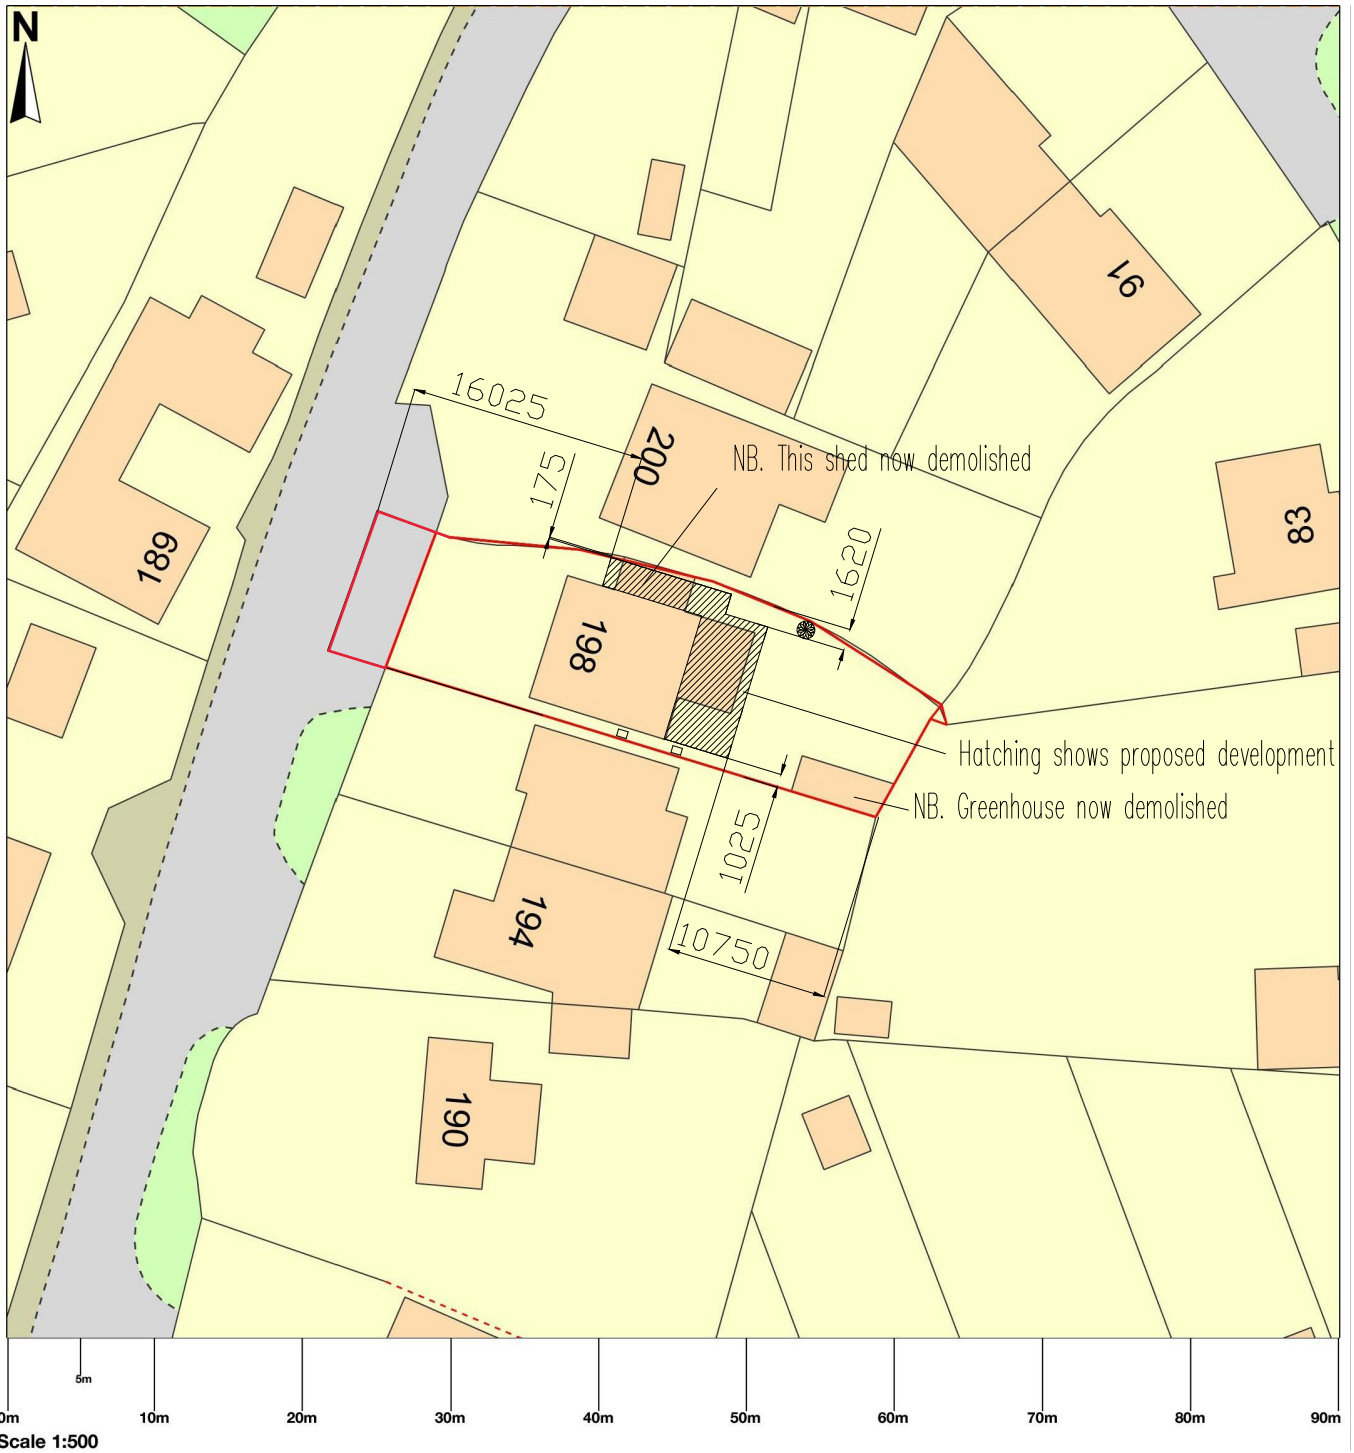 N
91
16025
200
NB. This shed now demolished
175
83
189
1620
198
Hatching shows proposed development
NB. Greenhouse now demolished
1025
194
10750
190
5m
0m
10m
20m
30m
40m
50m
60m
70m
80m
90m
Scale 1:500